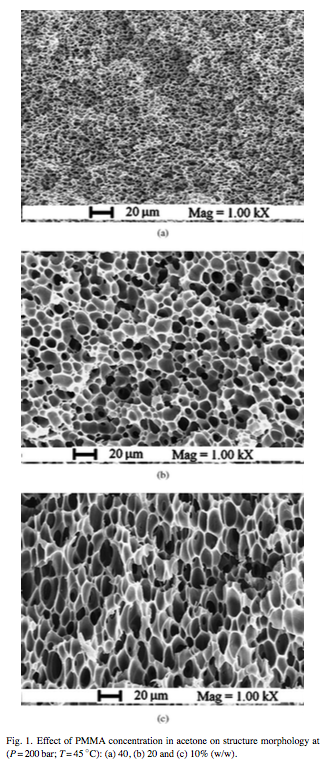 20 µm Mag = 1.00 kX
(a)
20 µm Mag = 1.00 kX
(b)
20 µm Mag = 1.00 kX
(c)
Fig. 1. Effect of PMMA concentration in acetone on structure morphology at
(P = 200 bar; T = 45 °C): (a) 40, (b) 20 and (c) 10% (w/w).